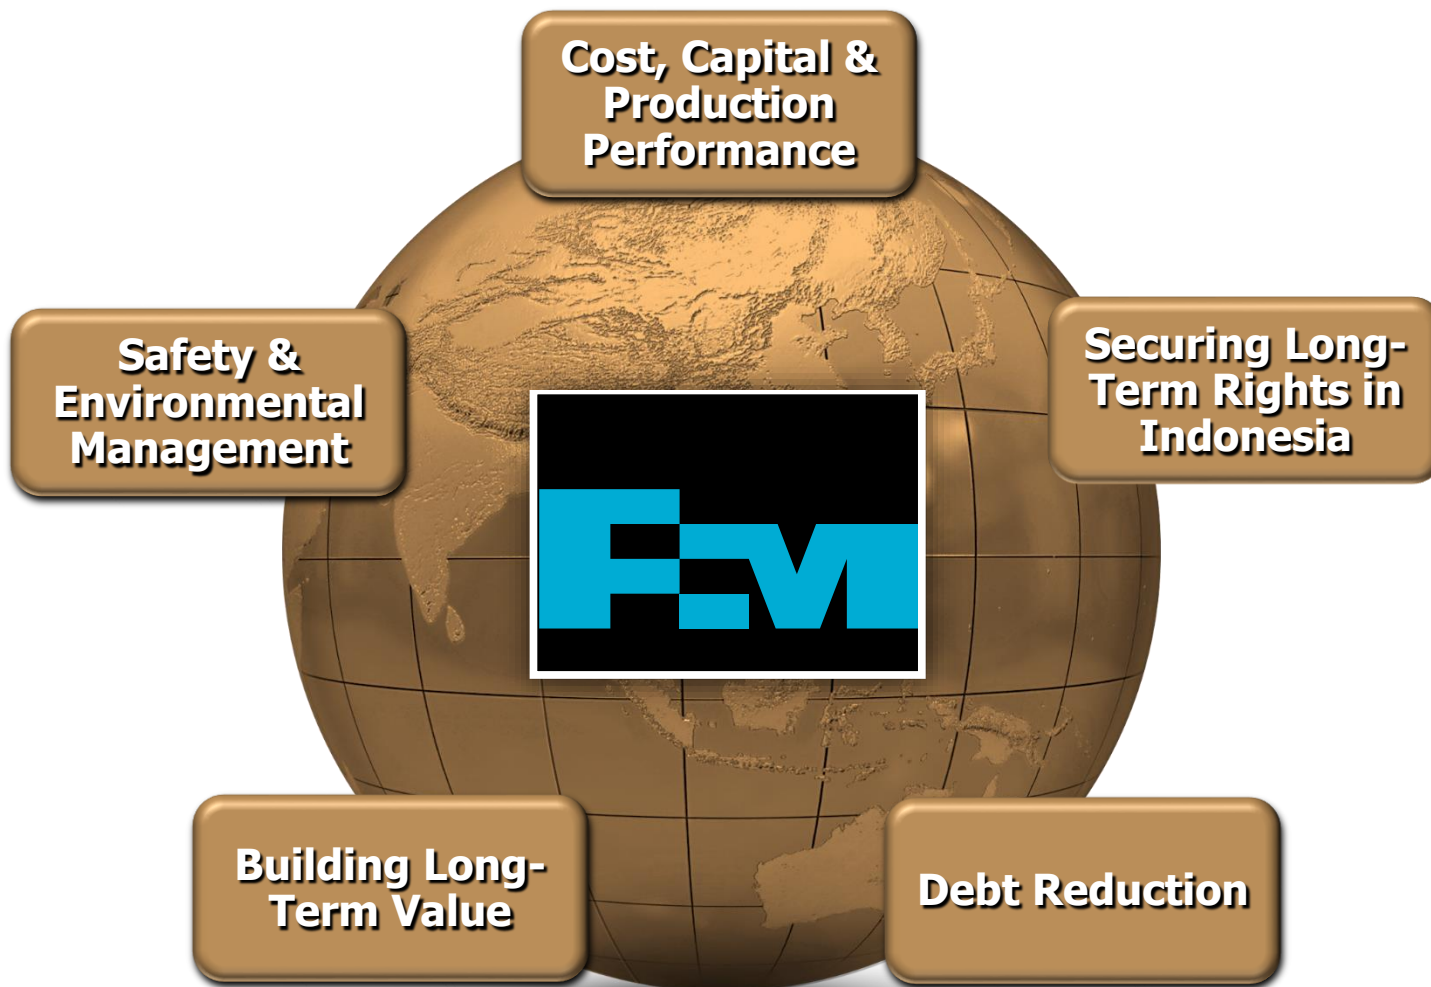 Cost, Capital &
Production
Performance
Safety &
Environmental
Management
Securing Long-
Term Rights in
Indonesia
FM
Building Long-
Term Value
Debt Reduction